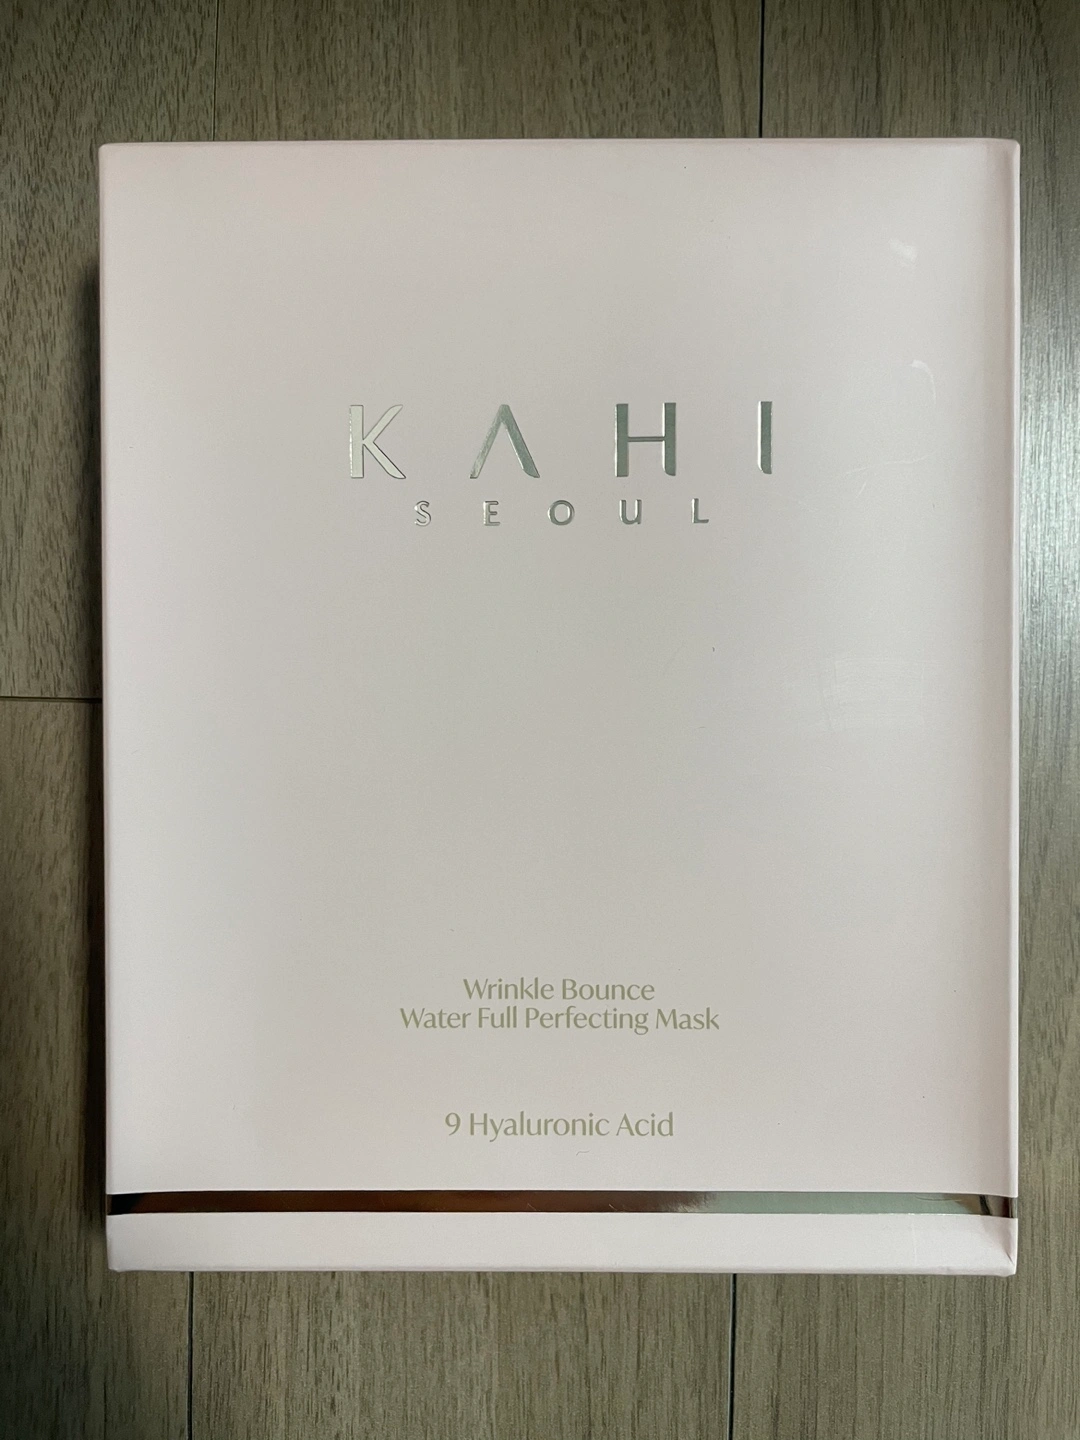 KAHI
SEOUL
Wrinkle Bounce
Water Full Perfecting Mask
9 Hyaluronic Acid